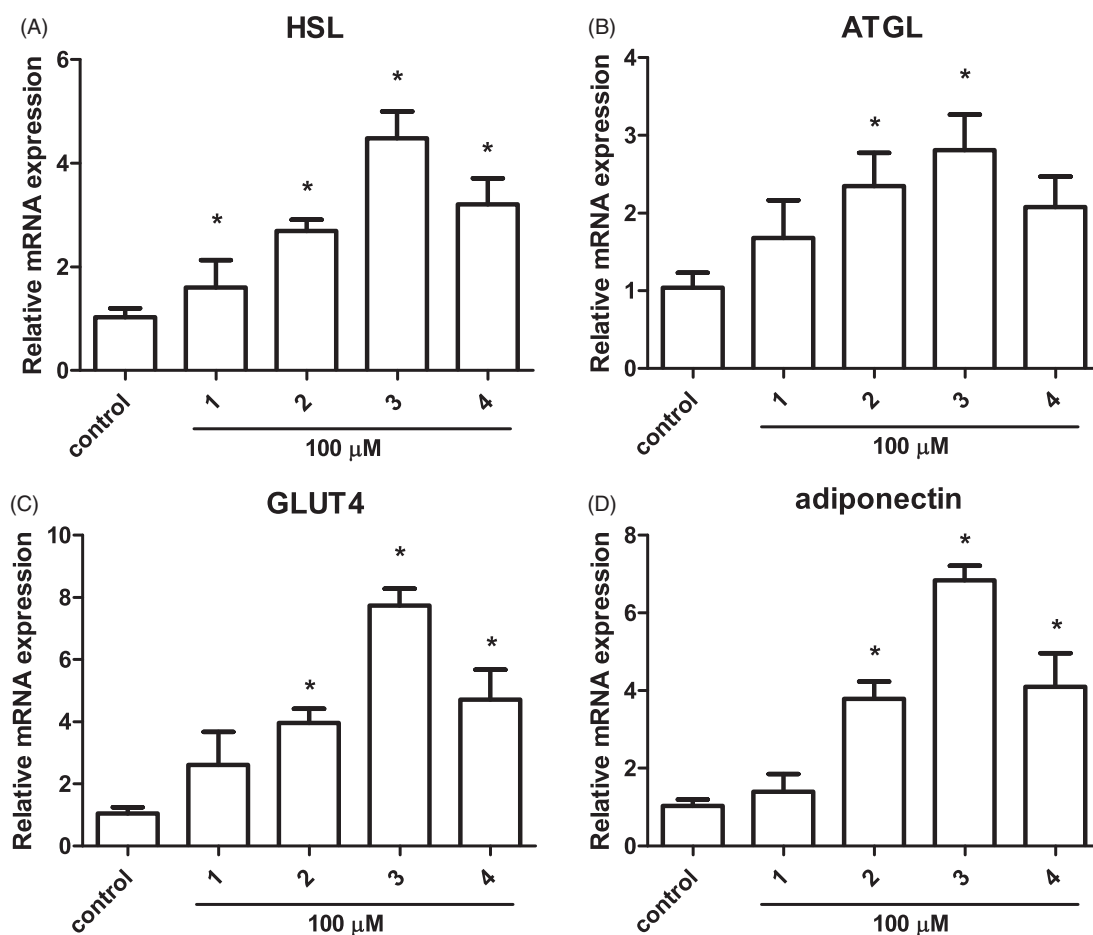 (A)
HSL
Relative mRNA expression
6
4
2
0
*
*
*
*
control
1
2
3
4
100 μM
(B)
ATGL
Relative mRNA expression
4
3
2
1
0
*
*
control
1
2
3
4
100 μM
(C)
GLUT4
Relative mRNA expression
10
8
6
4
2
0
*
*
*
control
1
2
3
4
100 μM
(D)
adiponectin
Relative mRNA expression
8
6
4
2
0
*
*
*
control
1
2
3
4
100 μM